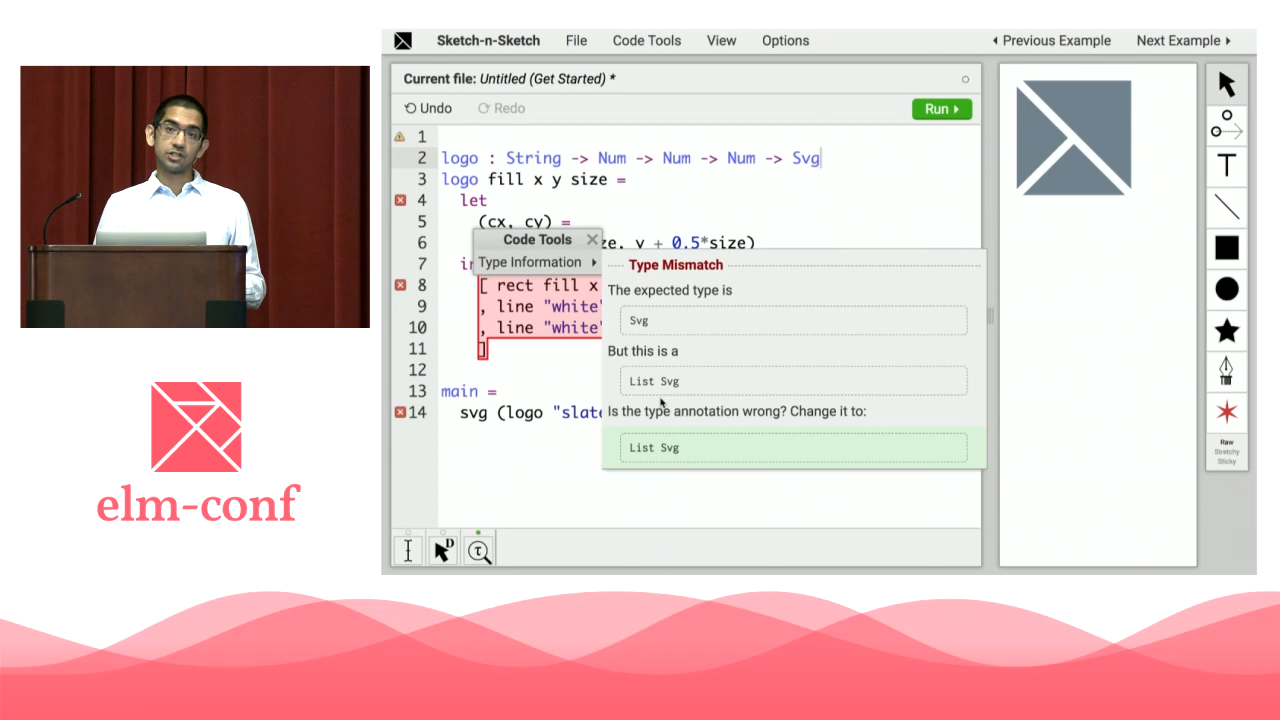 Sketch-n-Sketch File Code Tools View Options Previous Example Next Example
Current file: Untitled (Get Started) *
Undo Redo Run
1
2 logo : String -> Num -> Num -> Num -> Svg
3 logo fill x y size =
4 let
5 (cx, cy) =
6 ze, y + 0.5*size)
7 in
8 [ rect fill x
9 , line "white"
10 , line "white"
11 ]
12
13 main =
14 svg (logo "slate
Code Tools
Type Information
Type Mismatch
The expected type is
Svg
But this is a
List Svg
Is the type annotation wrong? Change it to:
List Svg
D
τ
T
Raw
Stretchy
Sticky
elm-conf